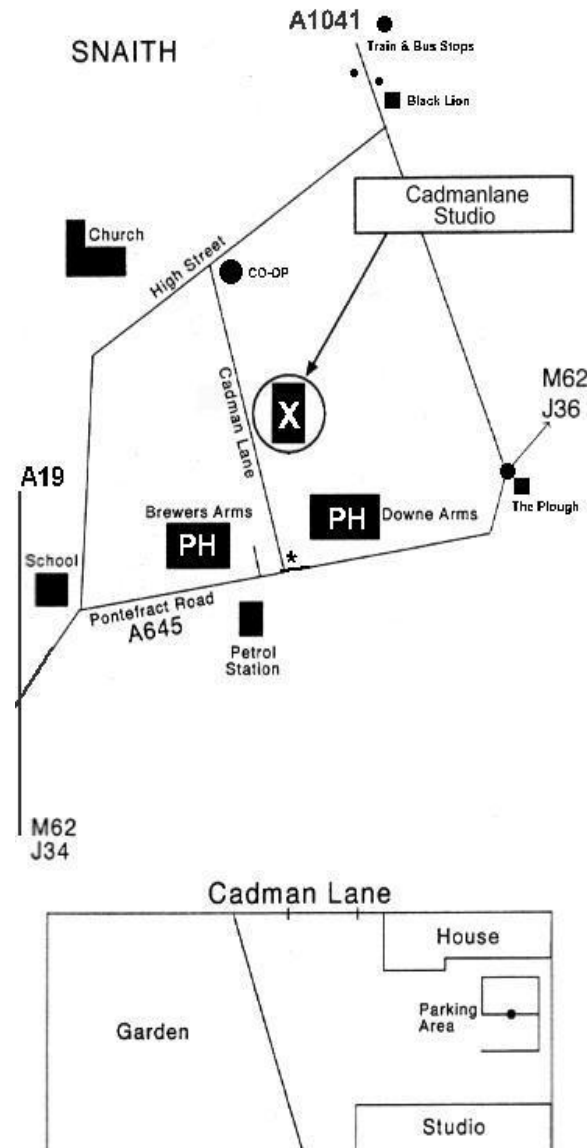 A1041
SNAITH
Train & Bus Stops
Black Lion
Cadmanlane
Studio
Church
High Street
CO-OP
Cadman Lane
X
M62
J36
A19
Brewers Arms
PH
PH
Downe Arms
The Plough
*
School
Pontefract Road
A645
Petrol
Station
M62
J34
Cadman Lane
House
Parking
Area
Garden
Studio